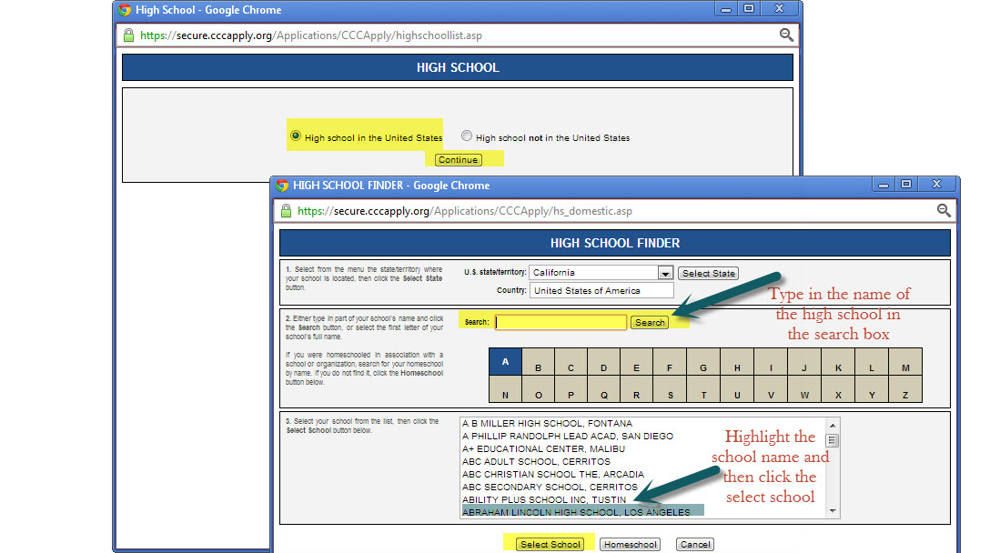 High School - Google Chrome
https://secure.cccapply.org/Applications/CCCApply/highschoollist.asp
HIGH SCHOOL
High school in the United States
High school not in the United States
Continue
HIGH SCHOOL FINDER - Google Chrome
https://secure.cccapply.org/Applications/CCCApply/hs_domestic.asp
HIGH SCHOOL FINDER
1. Select from the menu the state/territory where
your school is located, then click the Select State
button.
U.S. state/territory: California Select State
Country: United States of America
Type in the name of
the high school in
the search box
2. Either type in part of your school's name and click
the Search button, or select the first letter of your
school's full name.
If you were homeschooled in association with a
school or organization, search for your homeschool
by name. If you do not find it, click the Homeschool
button below.
Search: Search
A B C D E F G H I J K L M
N O P Q R S T U V W X Y Z
3. Select your school from the list, then click the
Select School button below.
A B MILLER HIGH SCHOOL, FONTANA
A PHILLIP RANDOLPH LEAD ACAD, SAN DIEGO
A+ EDUCATIONAL CENTER, MALIBU
ABC ADULT SCHOOL, CERRITOS
ABC CHRISTIAN SCHOOL THE, ARCADIA
ABC SECONDARY SCHOOL, CERRITOS
ABILITY PLUS SCHOOL INC, TUSTIN
ABRAHAM LINCOLN HIGH SCHOOL, LOS ANGELES
Highlight the
school name and
then click the
select school
Select School Homeschool Cancel